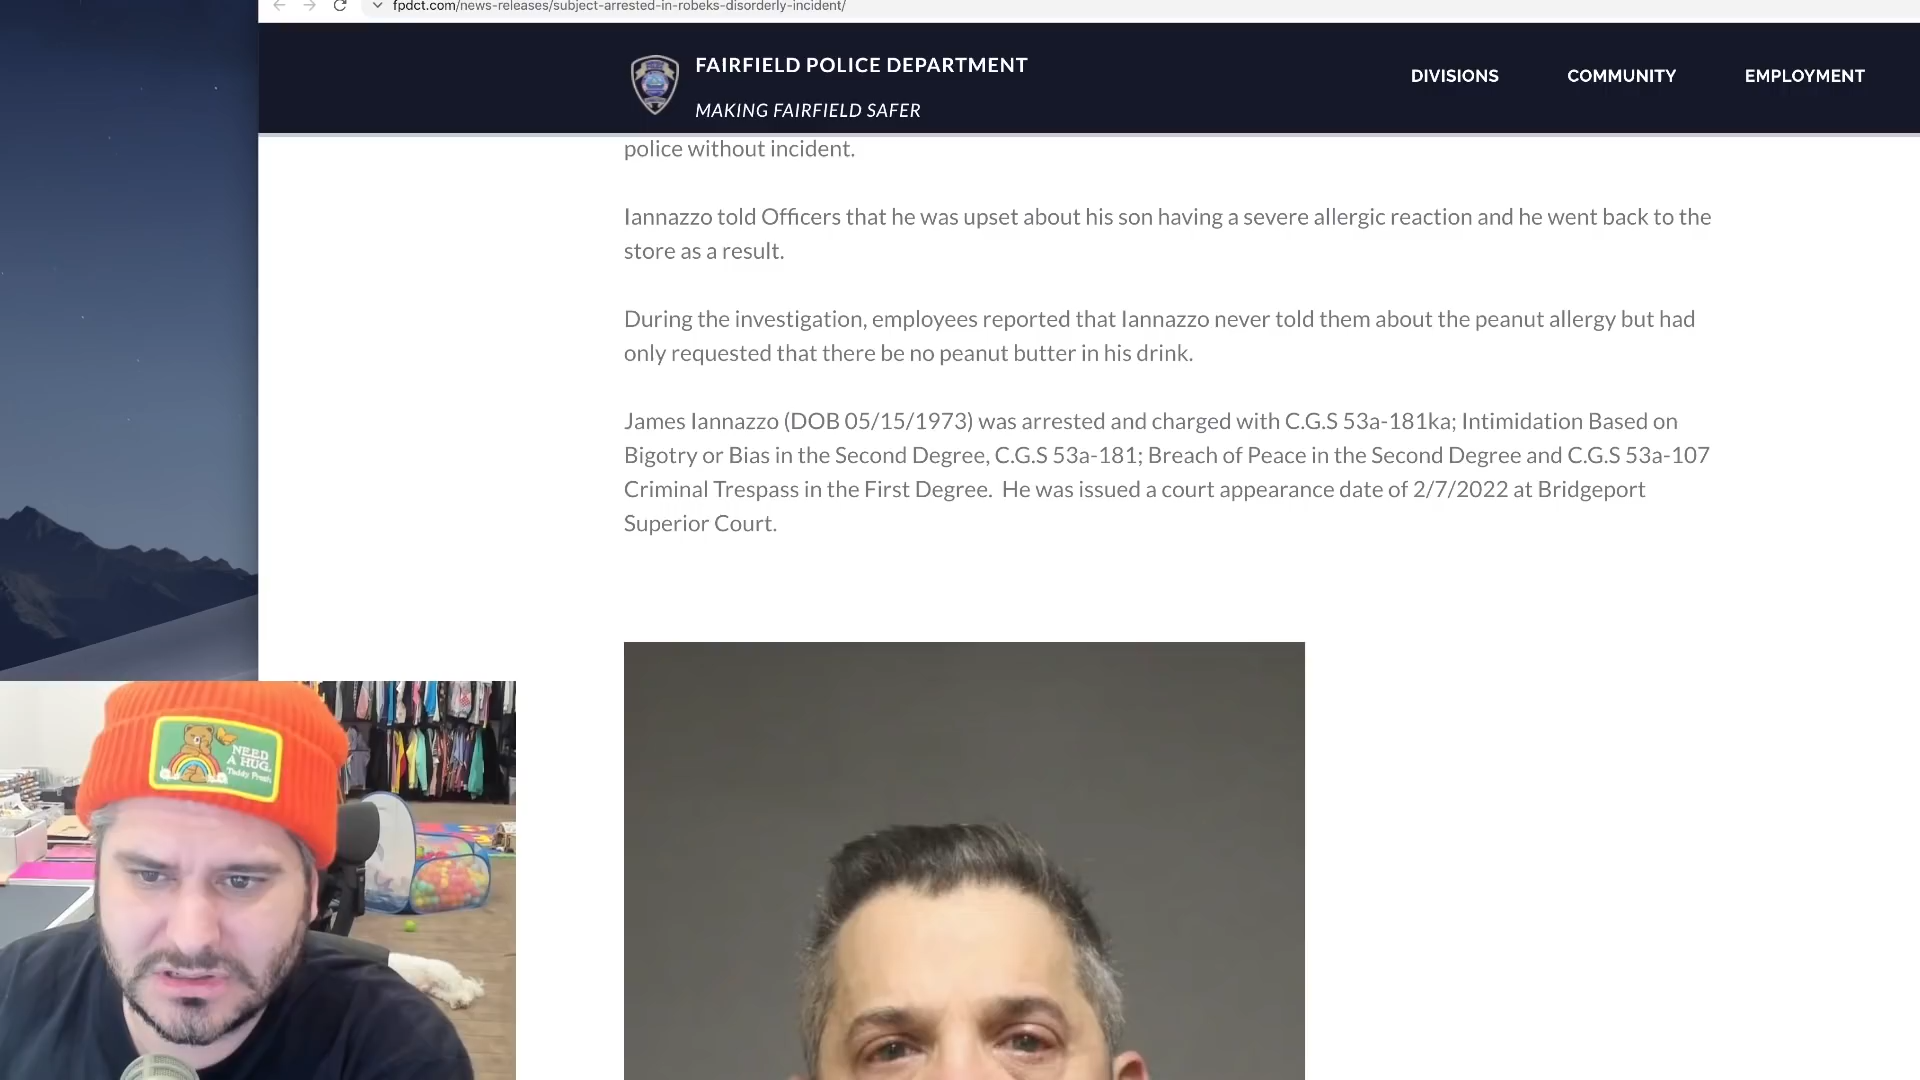 fpdct.com/news-releases/subject-arrested-in-robeks-disorderly-incident/
FAIRFIELD POLICE DEPARTMENT
MAKING FAIRFIELD SAFER
DIVISIONS
COMMUNITY
EMPLOYMENT
police without incident.
Iannazzo told Officers that he was upset about his son having a severe allergic reaction and he went back to the
store as a result.
During the investigation, employees reported that Iannazzo never told them about the peanut allergy but had
only requested that there be no peanut butter in his drink.
James Iannazzo (DOB 05/15/1973) was arrested and charged with C.G.S 53a-181ka; Intimidation Based on
Bigotry or Bias in the Second Degree, C.G.S 53a-181; Breach of Peace in the Second Degree and C.G.S 53a-107
Criminal Trespass in the First Degree.  He was issued a court appearance date of 2/7/2022 at Bridgeport
Superior Court.
NEED
A HUG.
Teddy Fresh